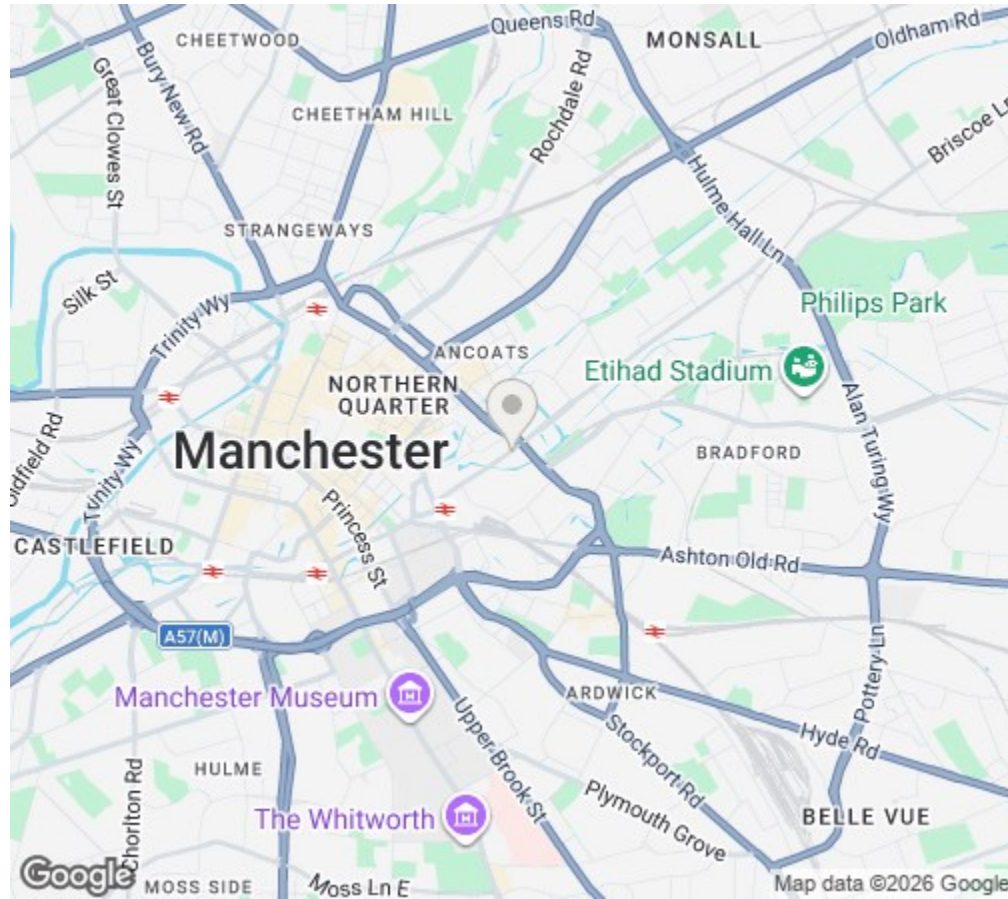 Queens Rd
CHEETWOOD
MONSALL
Oldham Rd
Bury New Rd
Great Clowes St
CHEETHAM HILL
Rochdale Rd
Briscoe Ln
Hulme Hall Ln
STRANGEWAYS
Silk St
Trinity Wy
Philips Park
ANCOATS
Etihad Stadium
NORTHERN
QUARTER
Alan Turing Wy
Manchester
BRADFORD
oldfield Rd
Trinity Wy
Princess St
CASTLEFIELD
Ashton Old Rd
A57(M)
Pottery Ln
Manchester Museum
ARDWICK
Upper Brook St
Stockport Rd
Hyde Rd
HULME
Chorlton Rd
Plymouth Grove
The Whitworth
BELLE VUE
Google
MOSS SIDE
Moss Ln E
Map data ©2026 Google